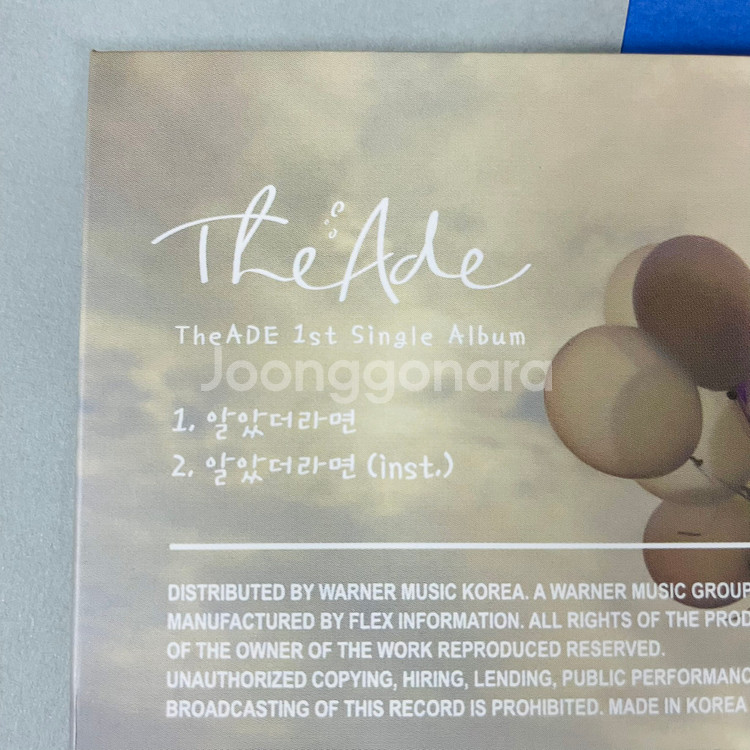 The Ade
TheADE 1st Single Album
Joonggonara
1. 알았더라면
2. 알았더라면 (inst.)
DISTRIBUTED BY WARNER MUSIC KOREA. A WARNER MUSIC GROUP
MANUFACTURED BY FLEX INFORMATION. ALL RIGHTS OF THE PROD
OF THE OWNER OF THE WORK REPRODUCED RESERVED.
UNAUTHORIZED COPYING, HIRING, LENDING, PUBLIC PERFORMANC
BROADCASTING OF THIS RECORD IS PROHIBITED. MADE IN KOREA